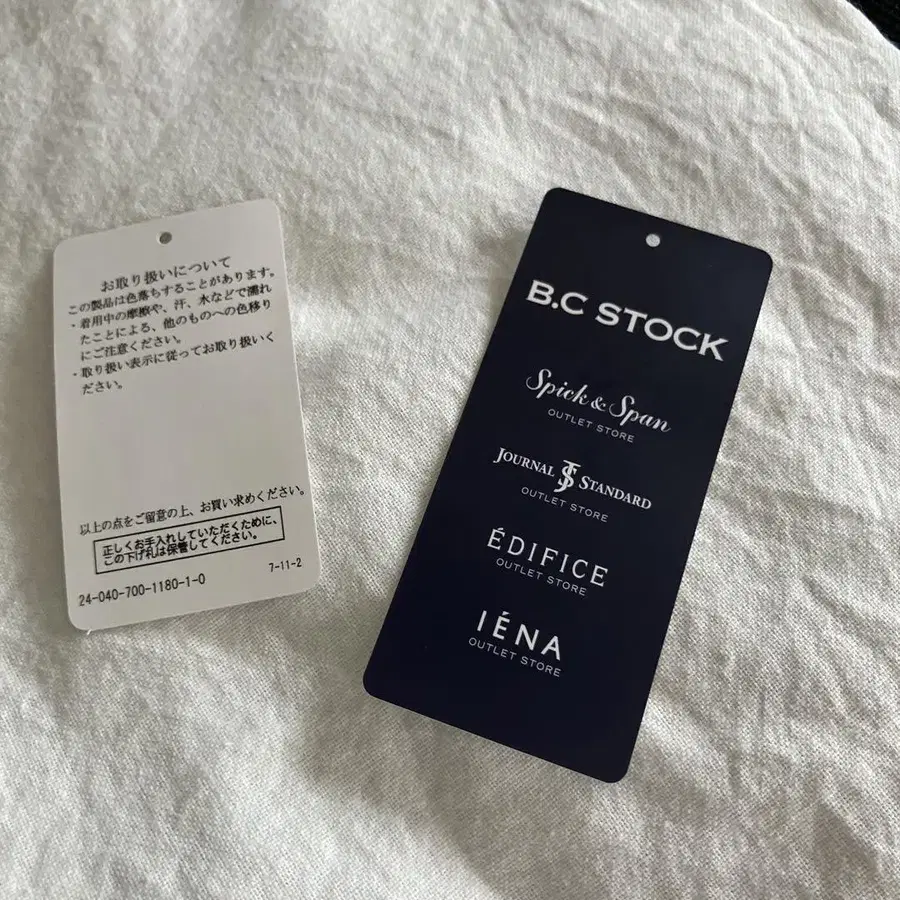 お取り扱いについて
この製品は色落ちすることがあります。
・着用中の摩擦や、汗、水などで濡れ
たことによる、他のものへの色移り
にご注意ください。
・取り扱い表示に従ってお取り扱いく
ださい。
以上の点をご留意の上、お買い求めください。
正しくお手入れしていただくために、
この下げ札は保管してください。
7-11-2
24-040-700-1180-1-0
B.C STOCK
Spick & Span
OUTLET STORE
JOURNAL JS STANDARD
OUTLET STORE
ÉDIFICE
OUTLET STORE
IÉNA
OUTLET STORE